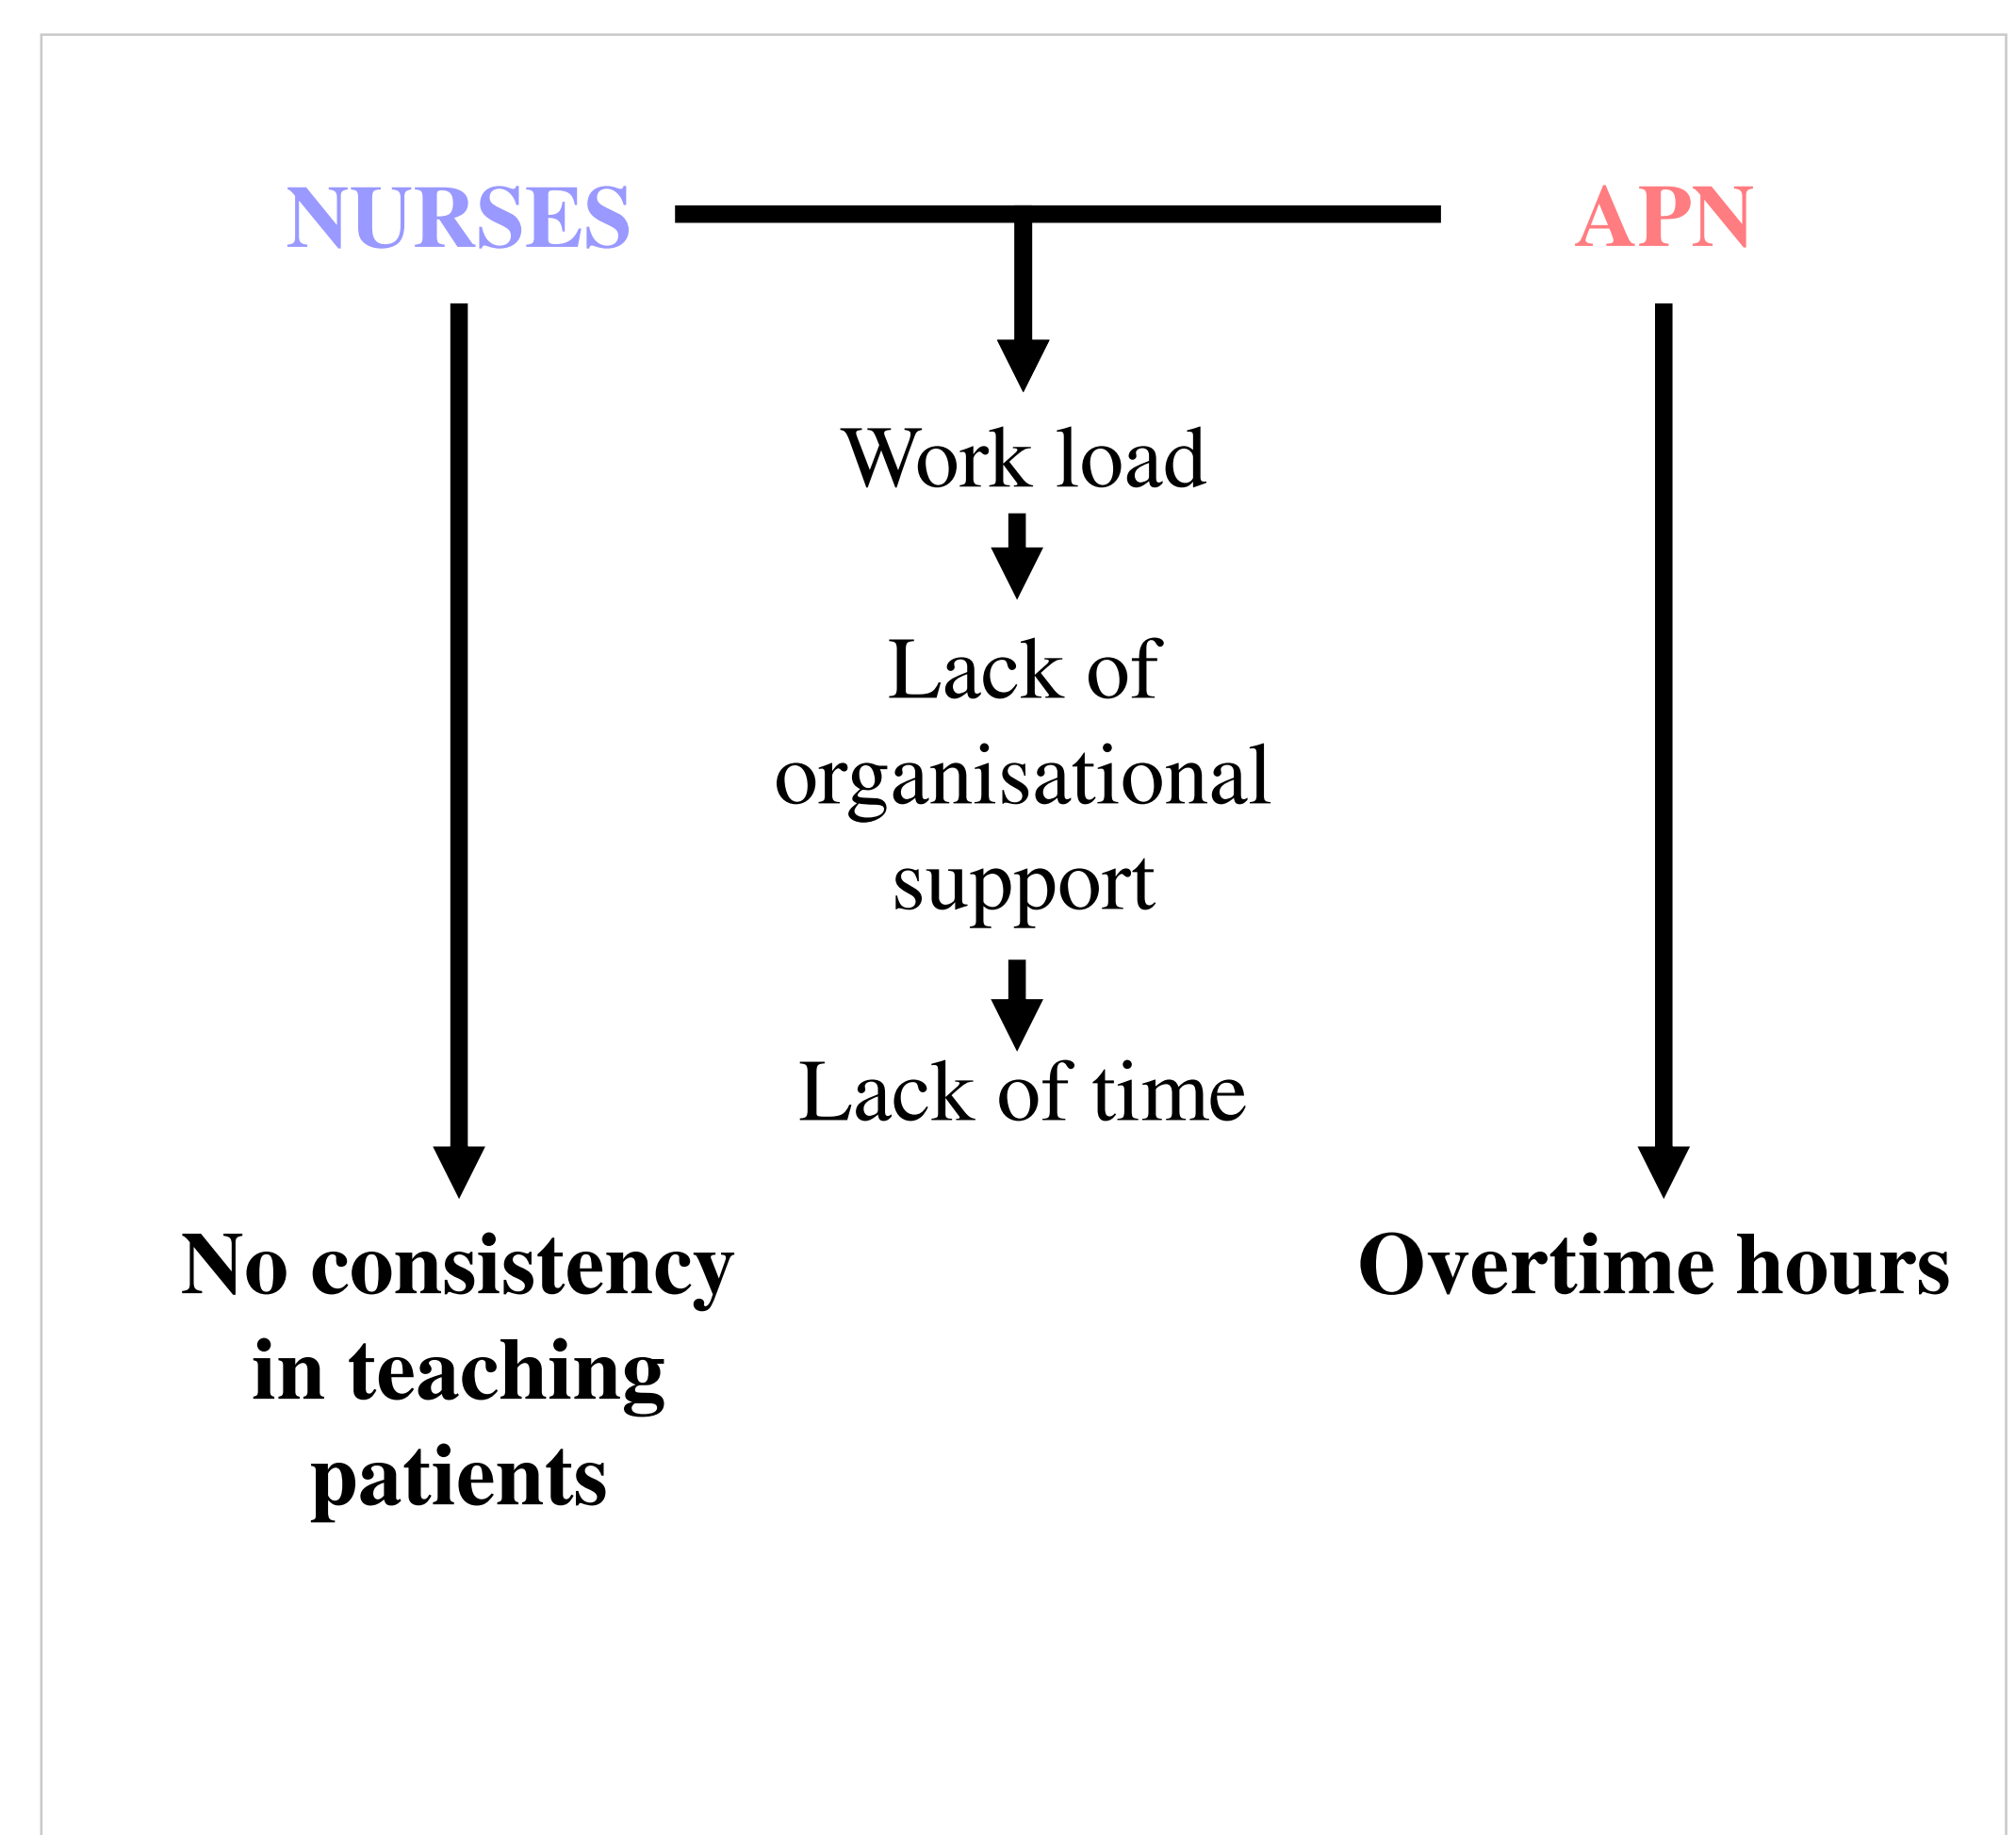 NURSES
APN
Work load
Lack of
organisational
support
Lack of time
No consistency
in teaching
patients
Overtime hours